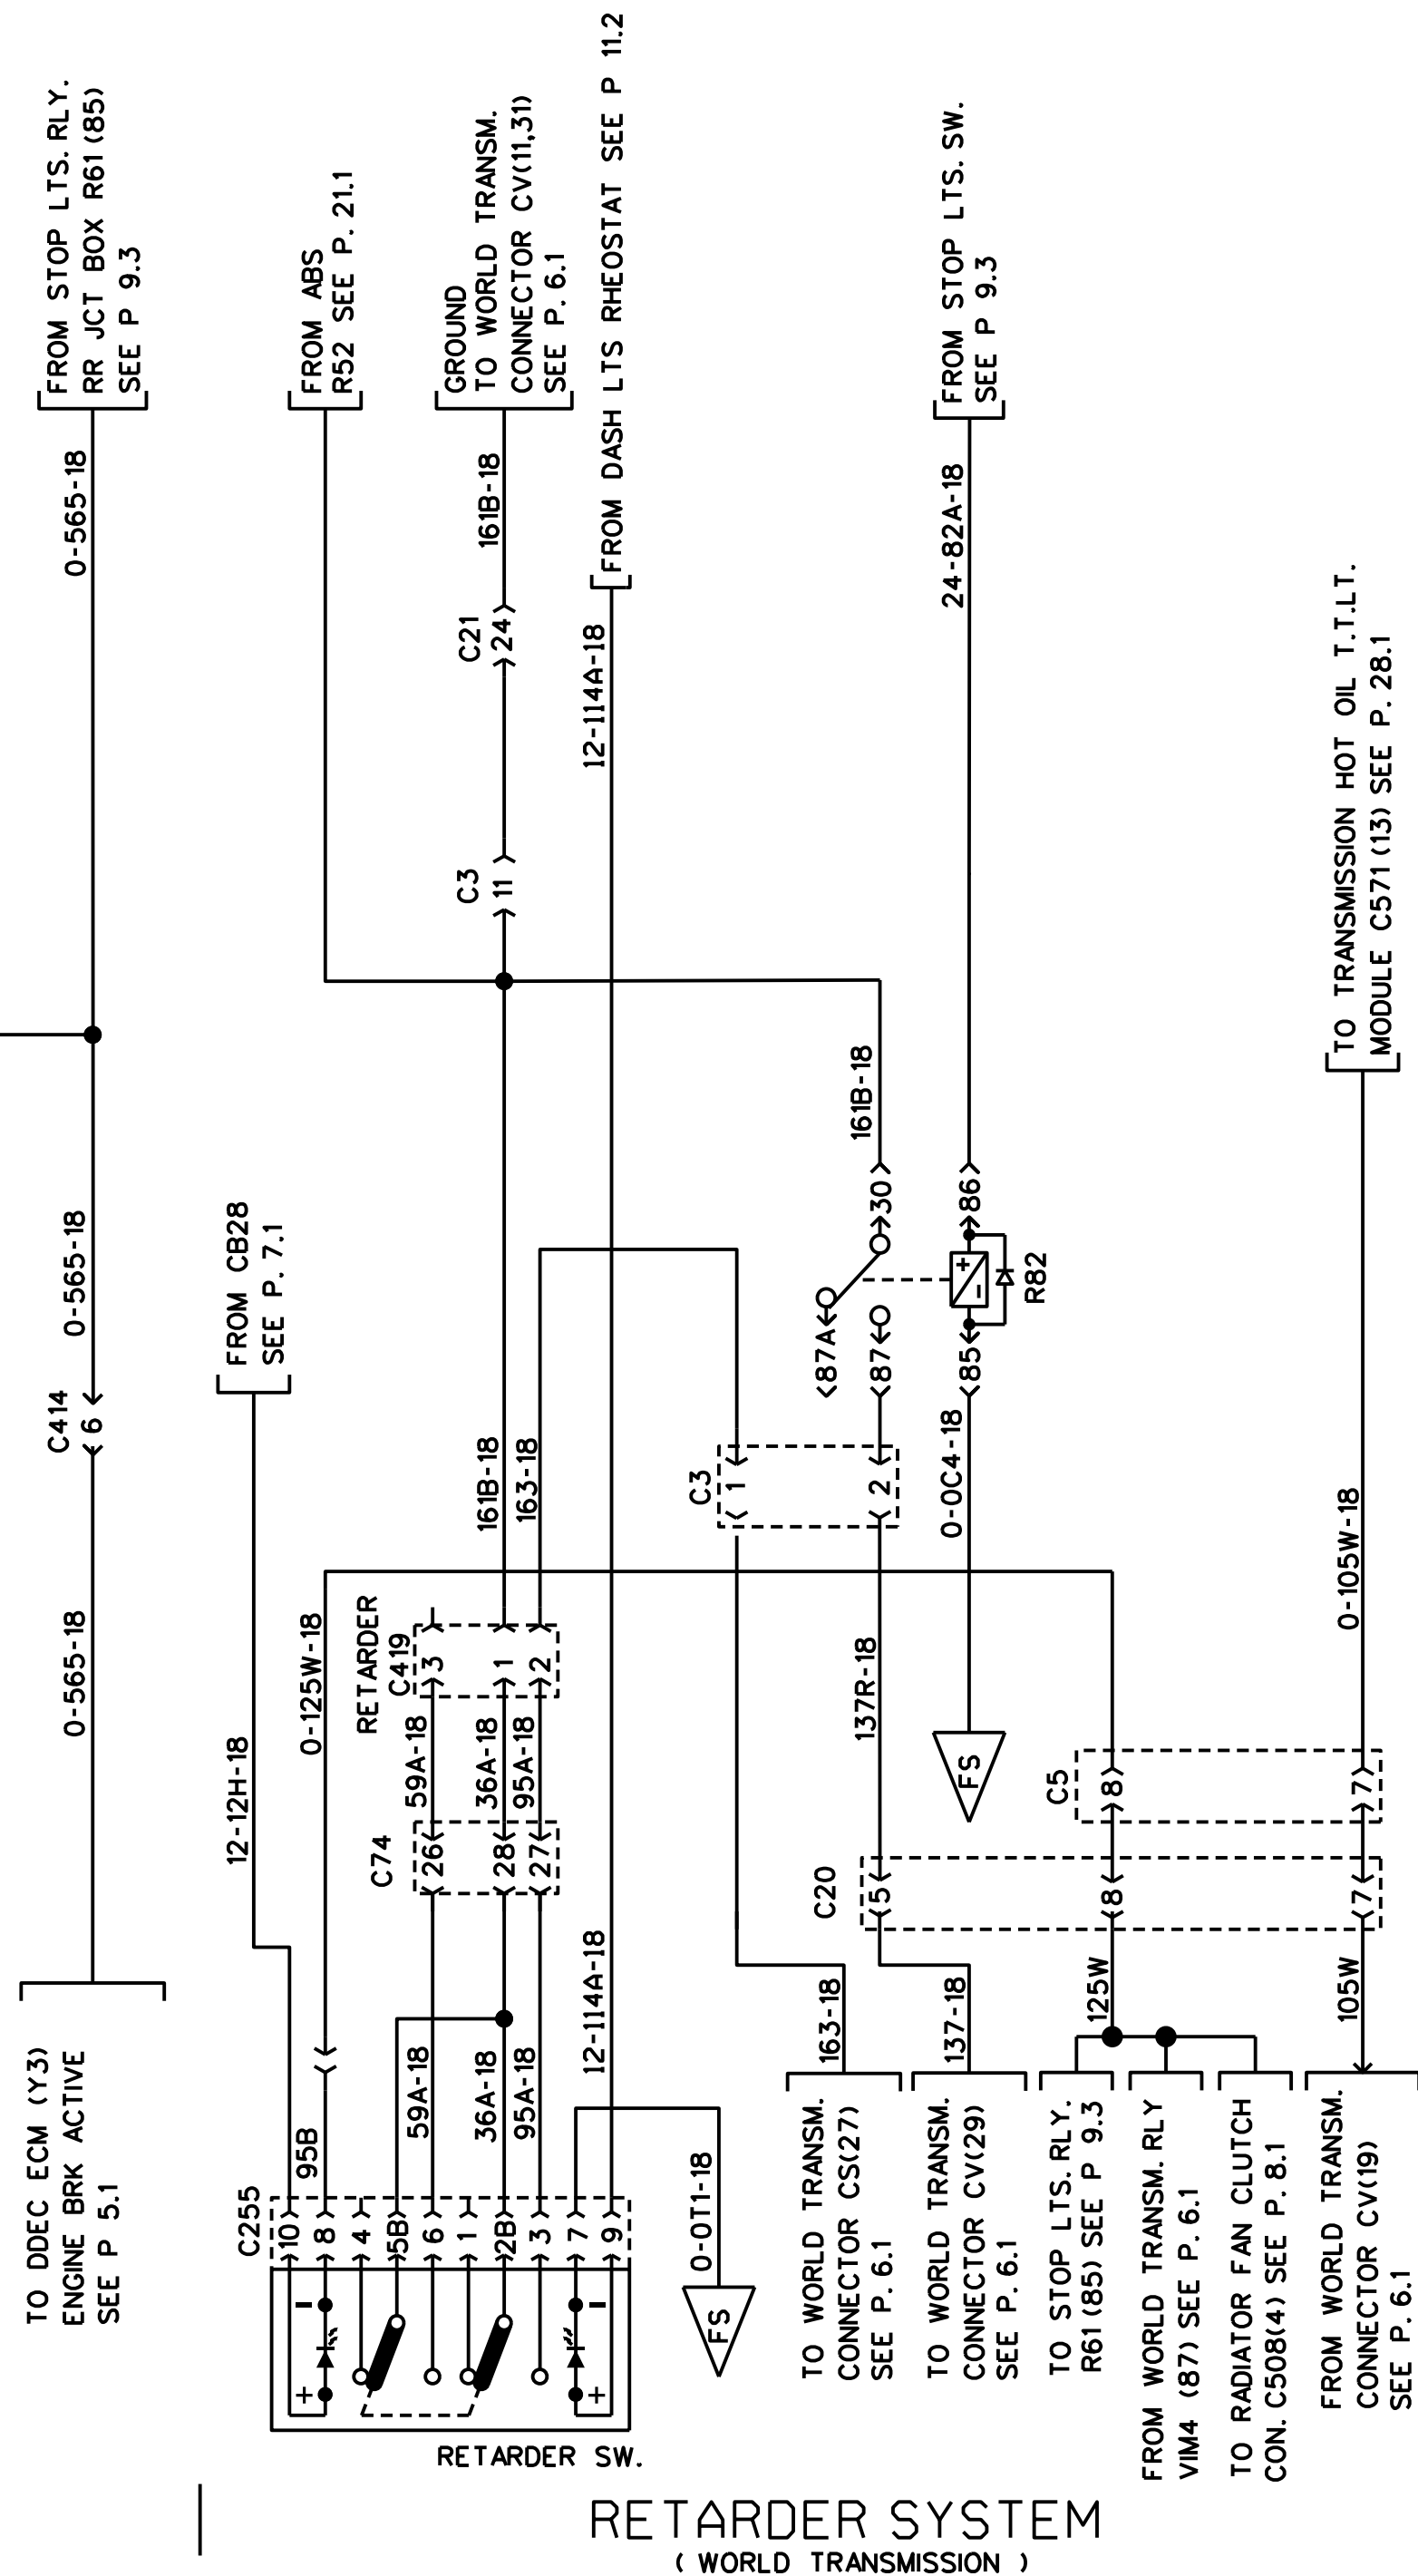 FROM STOP LTS. RLY.
RR JCT BOX R61 (85)
SEE P 9.3
0-565-18
0-565-18
C414
6
0-565-18
TO DDEC ECM (Y3)
ENGINE BRK ACTIVE
SEE P 5.1
FROM ABS
R52 SEE P. 21.1
GROUND
TO WORLD TRANSM.
CONNECTOR CV(11,31)
SEE P. 6.1
161B-18
C21
24
C3
11
FROM DASH LTS RHEOSTAT SEE P 11.2
12-114A-18
FROM STOP LTS. SW.
SEE P 9.3
24-82A-18
TO TRANSMISSION HOT OIL T.T.LT.
MODULE C571 (13) SEE P. 28.1
FROM CB28
SEE P. 7.1
12-12H-18
161B-18
30
86
87A
87
85
R82
161B-18
163-18
C3
1
2
0-0C4-18
0-105W-18
0-125W-18
RETARDER
C419
3
1
2
59A-18
36A-18
95A-18
C74
26
28
27
137R-18
FS
C5
8
7
C20
5
8
7
59A-18
36A-18
95A-18
12-114A-18
163-18
137-18
125W
105W
95B
C255
10
8
4
5B
6
1
2B
3
7
9
0-0T1-18
FS
- -
+ +
RETARDER SW.
TO WORLD TRANSM.
CONNECTOR CS(27)
SEE P. 6.1
TO WORLD TRANSM.
CONNECTOR CV(29)
SEE P. 6.1
TO STOP LTS. RLY.
R61 (85) SEE P 9.3
FROM WORLD TRANSM. RLY
VIM4 (87) SEE P. 6.1
TO RADIATOR FAN CLUTCH
CON. C508(4) SEE P. 8.1
FROM WORLD TRANSM.
CONNECTOR CV(19)
SEE P. 6.1
RETARDER SYSTEM
( WORLD TRANSMISSION )